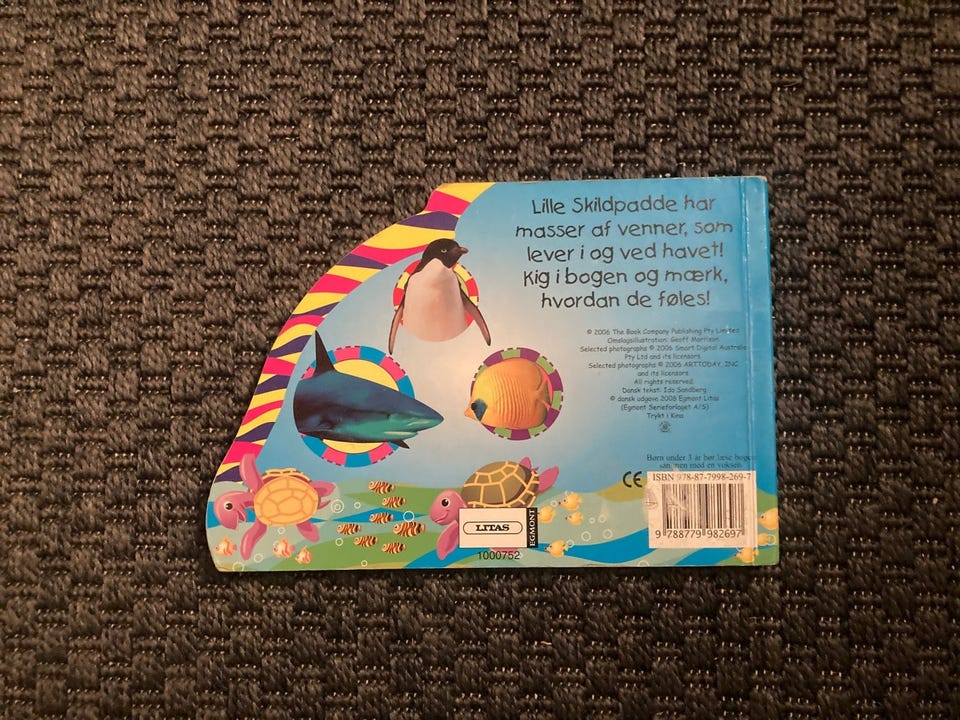 Lille Skildpadde har
masser af venner, som
lever i og ved havet!
Kig i bogen og mærk,
hvordan de føles!
© 2006 The Book Company Publishing Pty Limited
Omslagsillustration: Geoff Morrison
Selected photographs © 2006 Smart Digital Australia
Pty Ltd and its licensors
Selected photographs © 2006 ARTTODAY, INC
and its licensors
All rights reserved.
Dansk tekst: Ida Sandberg
© dansk udgave 2008 Egmont Litas
(Egmont Serieforlaget A/S)
Trykt i Kina
Børn under 3 år bør læse bogen
sammen med en voksen
CE
ISBN 978-87-7998-269-7
9 788779 982697
LITAS
EGMONT
1000752